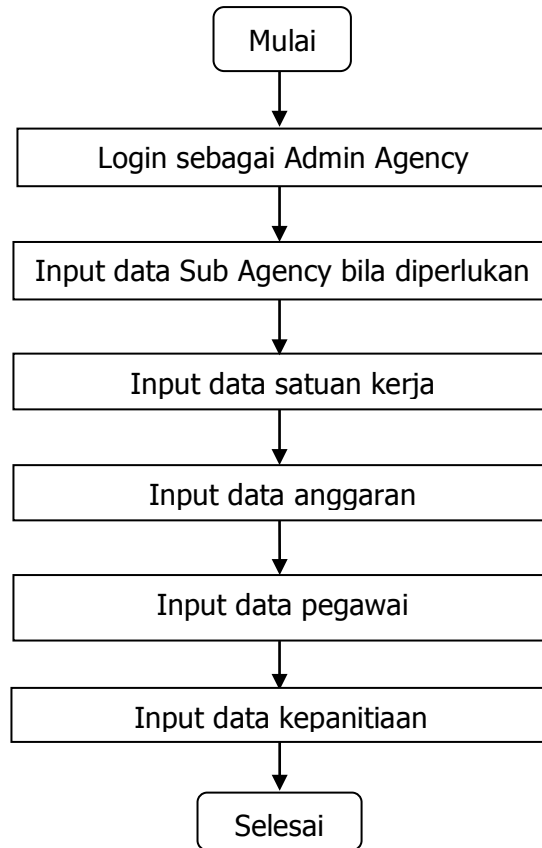 Mulai
Login sebagai Admin Agency
Input data Sub Agency bila diperlukan
Input data satuan kerja
Input data anggaran
Input data pegawai
Input data kepanitiaan
Selesai